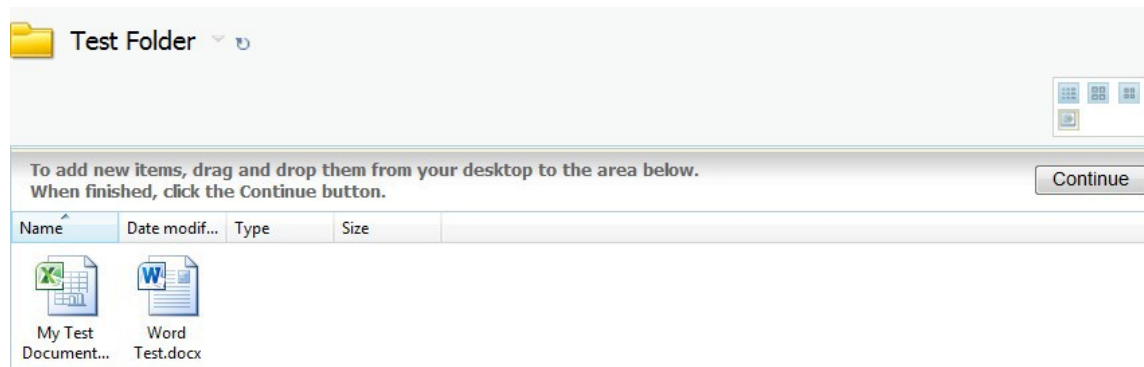 Test Folder
To add new items, drag and drop them from your desktop to the area below.
When finished, click the Continue button.
Continue
Name Date modif... Type Size
My Test Document...
Word Test.docx